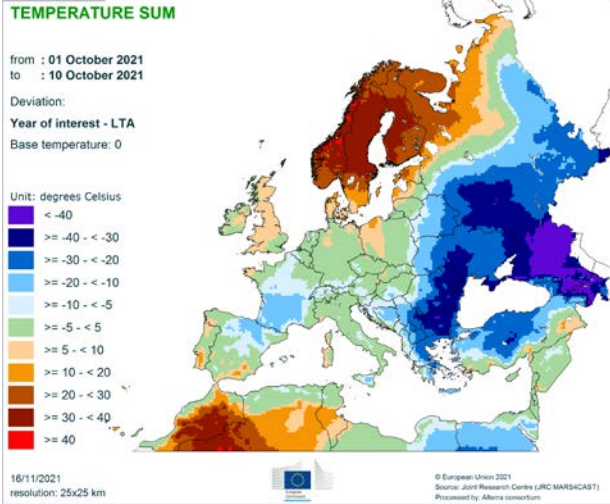 TEMPERATURE SUM
from : 01 October 2021
to : 10 October 2021
Deviation:
Year of interest - LTA
Base temperature: 0
Unit: degrees Celsius
< -40
>= -40 - < -30
>= -30 - < -20
>= -20 - < -10
>= -10 - < -5
>= -5 - < 5
>= 5 - < 10
>= 10 - < 20
>= 20 - < 30
>= 30 - < 40
>= 40
16/11/2021
resolution: 25x25 km
European
Commission
© European Union 2021
Source: Joint Research Centre (JRC MARS4CAST)
Processed by: Alterra consortium